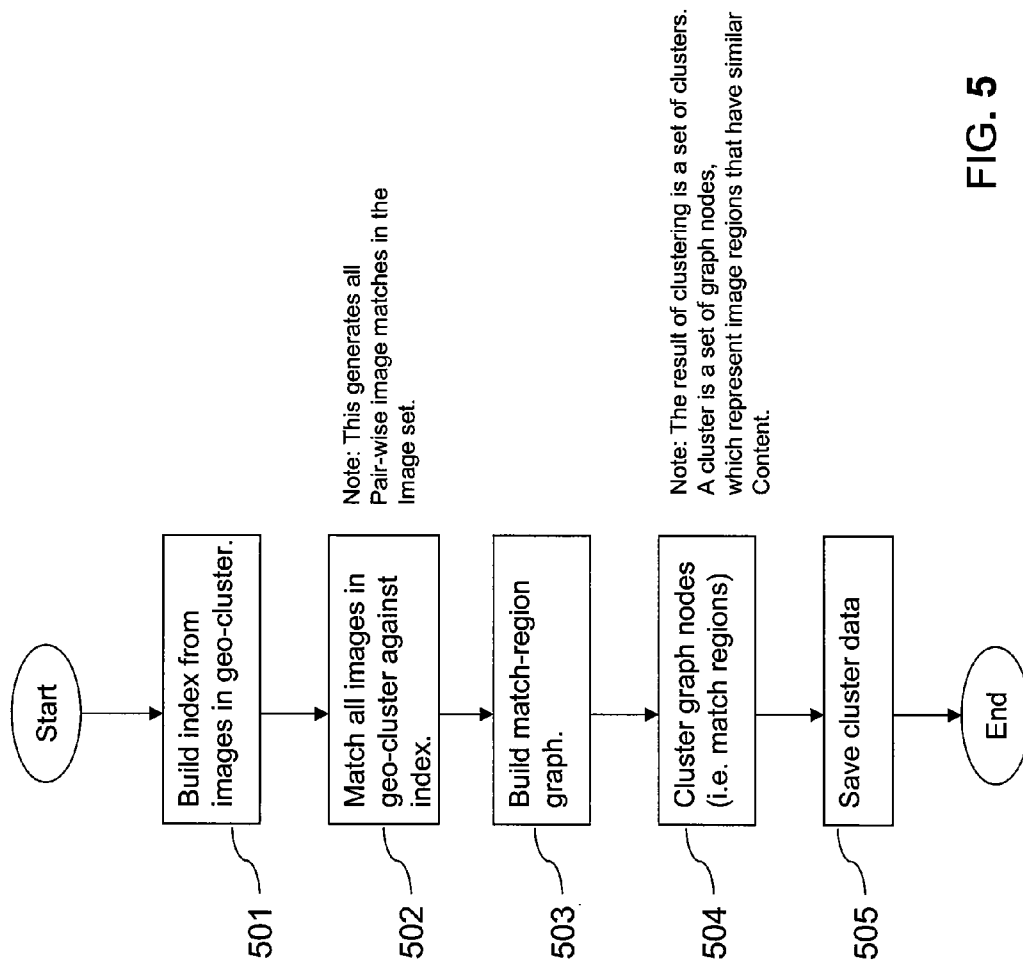 Start
501
Build index from
images in geo-cluster.
502
Match all images in
geo-cluster against
index.
Note: This generates all
Pair-wise image matches in the
Image set.
503
Build match-region
graph.
504
Cluster graph nodes
(i.e. match regions)
Note: The result of clustering is a set of clusters.
A cluster is a set of graph nodes,
which represent image regions that have similar
Content.
505
Save cluster data
End
FIG. 5